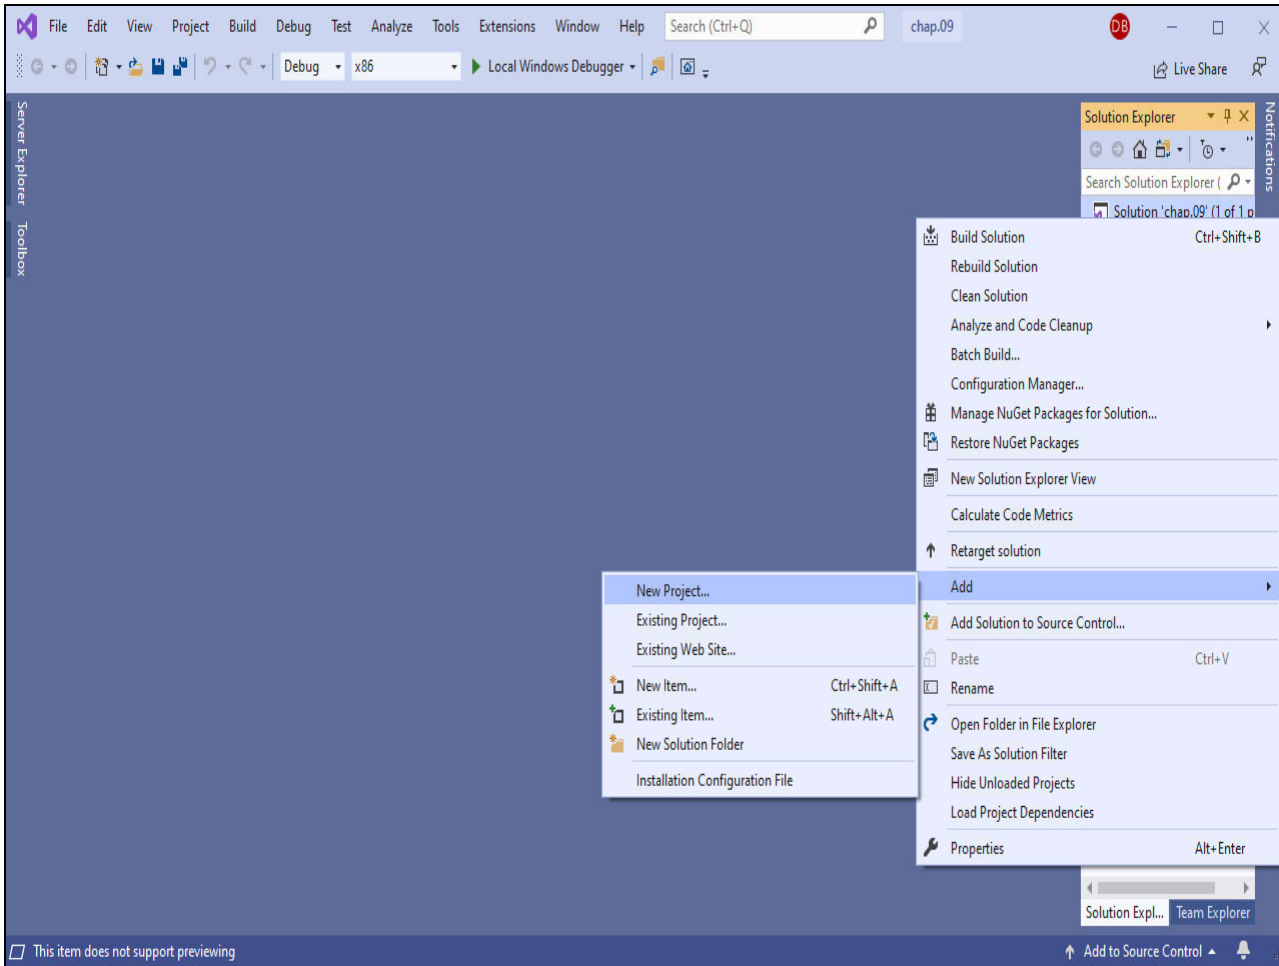 File Edit View Project Build Debug Test Analyze Tools Extensions Window Help Search (Ctrl+Q) chap.09 DB
Debug x86 Local Windows Debugger Live Share
Server Explorer
Toolbox
Notifications
Solution Explorer
Search Solution Explorer (
Solution 'chap.09' (1 of 1 p
Build Solution Ctrl+Shift+B
Rebuild Solution
Clean Solution
Analyze and Code Cleanup
Batch Build...
Configuration Manager...
Manage NuGet Packages for Solution...
Restore NuGet Packages
New Solution Explorer View
Calculate Code Metrics
Retarget solution
Add
Add Solution to Source Control...
Paste Ctrl+V
Rename
Open Folder in File Explorer
Save As Solution Filter
Hide Unloaded Projects
Load Project Dependencies
Properties Alt+Enter
New Project...
Existing Project...
Existing Web Site...
New Item... Ctrl+Shift+A
Existing Item... Shift+Alt+A
New Solution Folder
Installation Configuration File
Solution Expl... Team Explorer
This item does not support previewing Add to Source Control